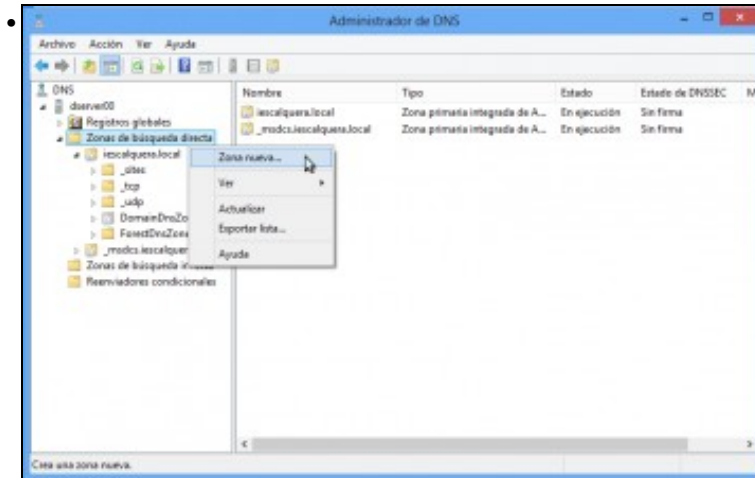 Administrador de DNS
Archivo Acción Ver Ayuda
DNS
dserver00
Registros globales
Zonas de búsqueda directa
iescalquera.local
_sites
_tcp
_udp
DomainDnsZo
ForestDnsZone
_msdcs.iescalquer
Zonas de búsqueda in
Reenviadores condicionales
Zona nueva...
Ver
Actualizar
Exportar lista...
Ayuda
Nombre Tipo Estado Estado de DNSSEC M
iescalquera.local Zona primaria integrada de A... En ejecución Sin firma
_msdcs.iescalquera.local Zona primaria integrada de A... En ejecución Sin firma
Crea una zona nueva.